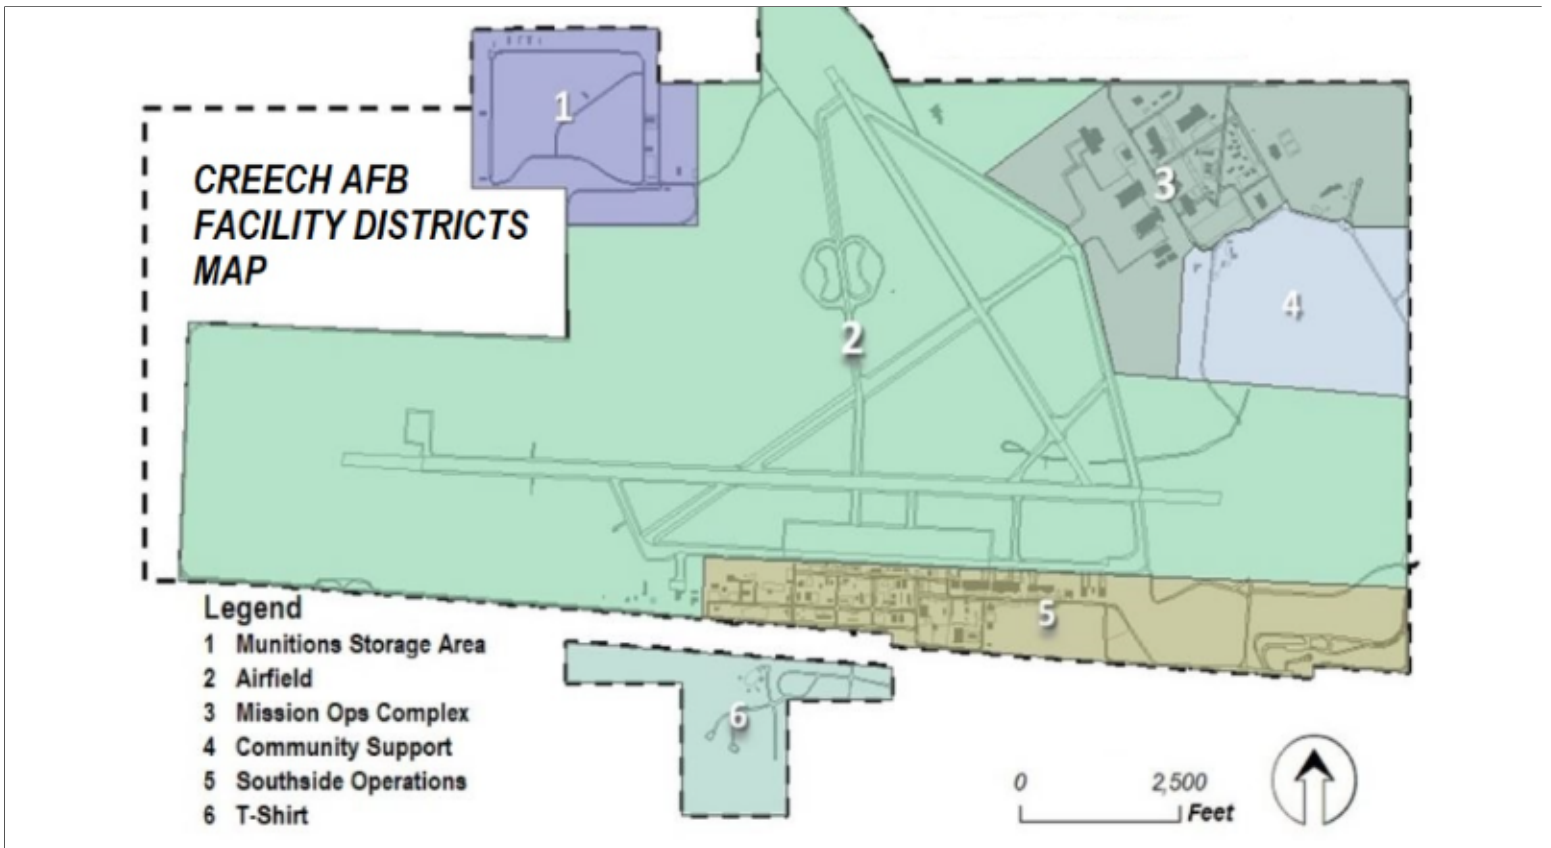 1
CREECH AFB
FACILITY DISTRICTS
MAP
3
4
2
5
Legend
1 Munitions Storage Area
2 Airfield
3 Mission Ops Complex
4 Community Support
5 Southside Operations
6 T-Shirt
6
0 2,500
Feet